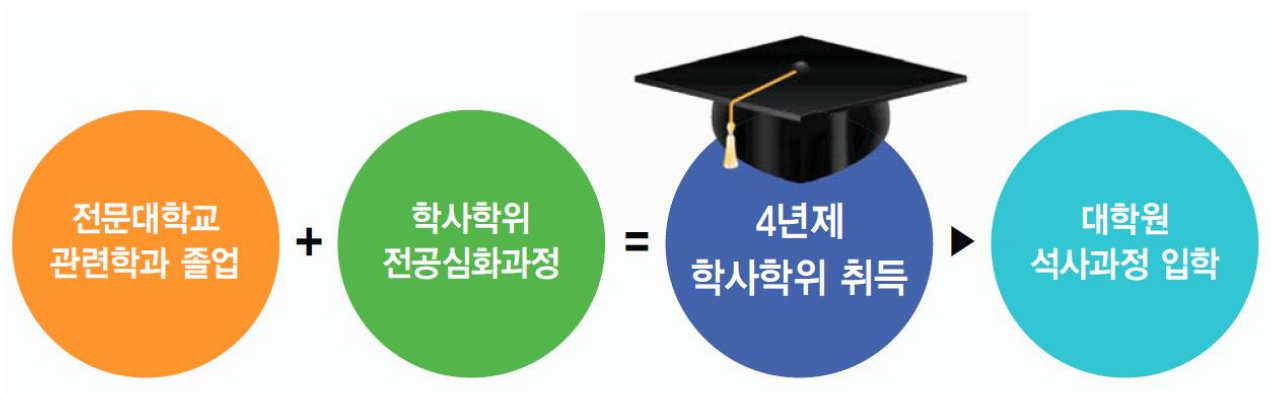 전문대학교
관련학과 졸업
+
학사학위
전공심화과정
=
4년제
학사학위 취득
▶
대학원
석사과정 입학